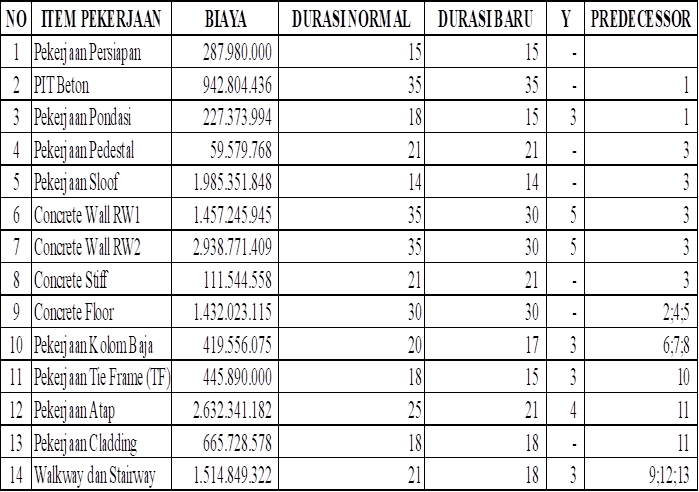 NO ITEM PEKERJAAN BIAYA DURASI NORMAL DURASI BARU Y PREDECESSOR
1 Pekerjaan Persiapan 287.980.000 15 15 -
2 PIT Beton 942.804.436 35 35 - 1
3 Pekerjaan Pondasi 227.373.994 18 15 3 1
4 Pekerjaan Pedestal 59.579.768 21 21 - 3
5 Pekerjaan Sloof 1.985.351.848 14 14 - 3
6 Concrete Wall RW1 1.457.245.945 35 30 5 3
7 Concrete Wall RW2 2.938.771.409 35 30 5 3
8 Concrete Stiff 111.544.558 21 21 - 3
9 Concrete Floor 1.432.023.115 30 30 - 2;4;5
10 Pekerjaan Kolom Baja 419.556.075 20 17 3 6;7;8
11 Pekerjaan Tie Frame (TF) 445.890.000 18 15 3 10
12 Pekerjaan Atap 2.632.341.182 25 21 4 11
13 Pekerjaan Cladding 665.728.578 18 18 - 11
14 Walkway dan Stairway 1.514.849.322 21 18 3 9;12;13